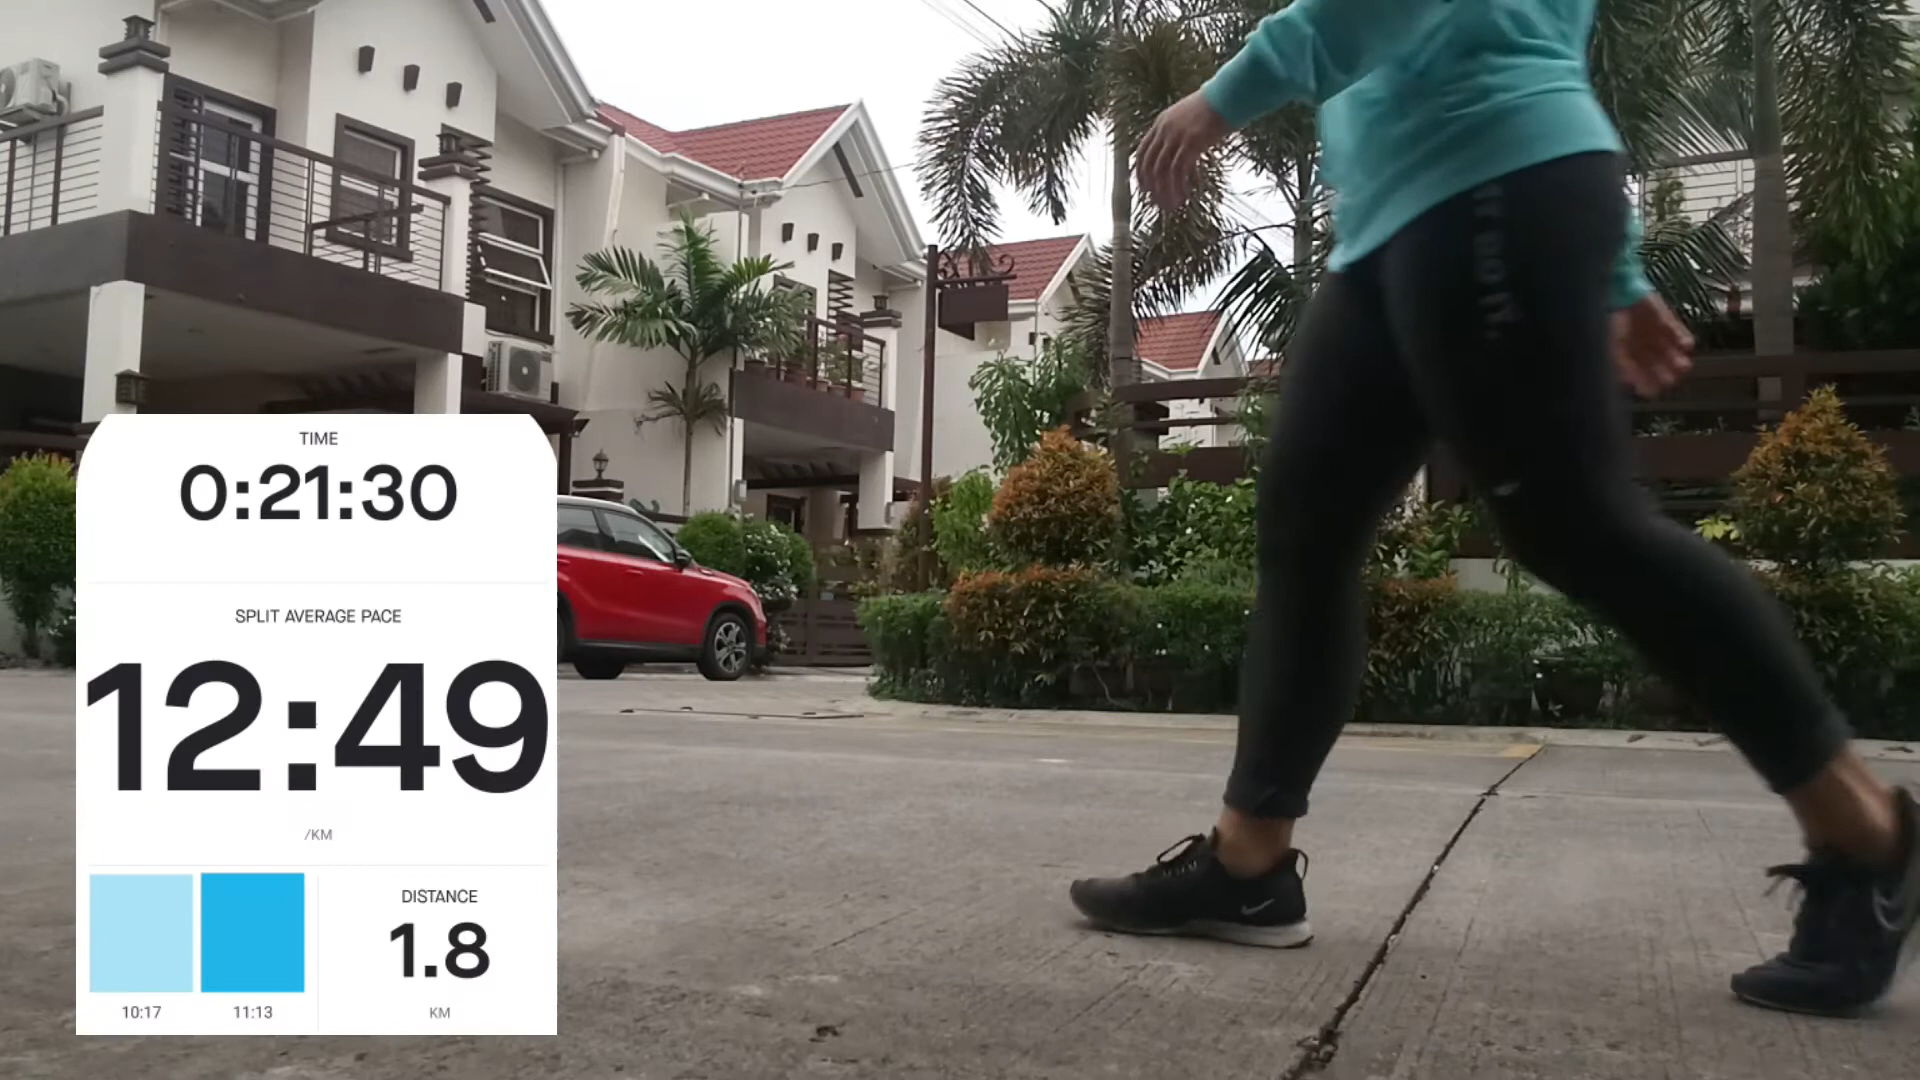 TIME
0:21:30
SPLIT AVERAGE PACE
12:49
/KM
10:17
11:13
DISTANCE
1.8
KM